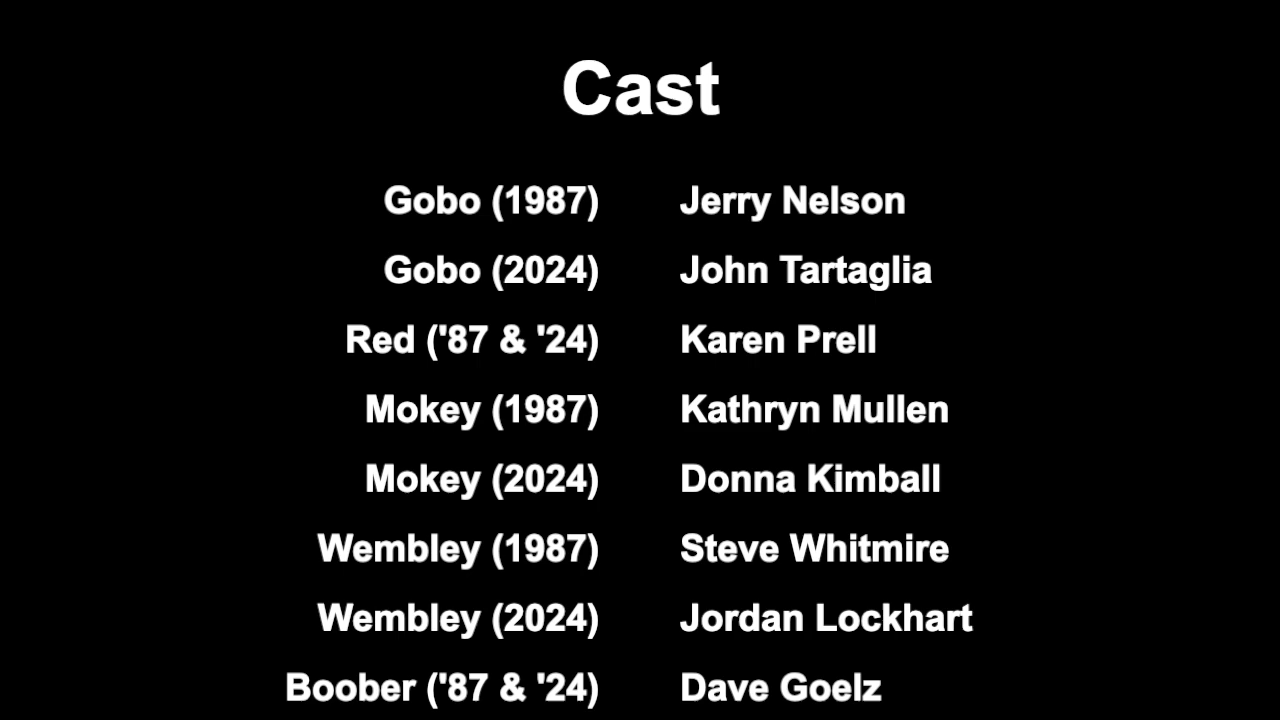 Cast
Gobo (1987) Jerry Nelson
Gobo (2024) John Tartaglia
Red ('87 & '24) Karen Prell
Mokey (1987) Kathryn Mullen
Mokey (2024) Donna Kimball
Wembley (1987) Steve Whitmire
Wembley (2024) Jordan Lockhart
Boober ('87 & '24) Dave Goelz